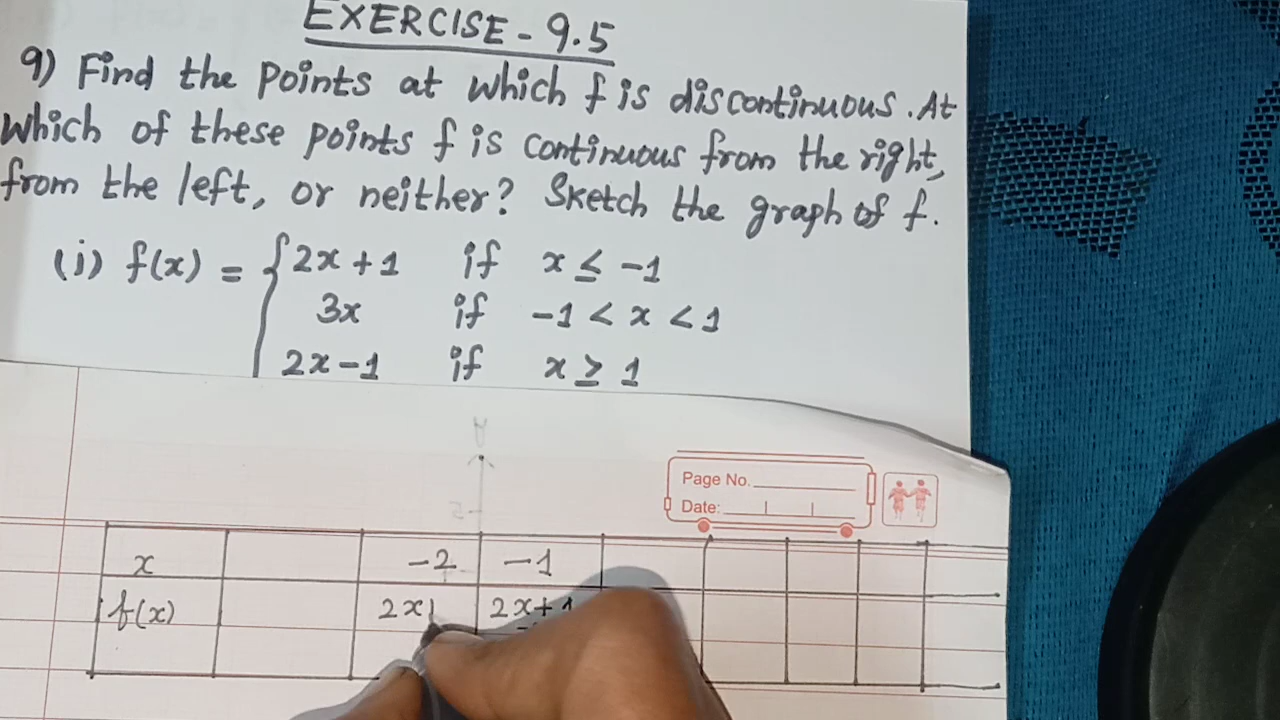 EXERCISE - 9.5
9) Find the points at which f is discontinuous. At
which of these points f is continuous from the right,
from the left, or neither? Sketch the graph of f.
(i) f(x) = { 2x + 1 if x ≤ -1
3x if -1 < x < 1
2x - 1 if x ≥ 1
Page No.
Date:
x -2 -1
f(x) 2x 2x+1